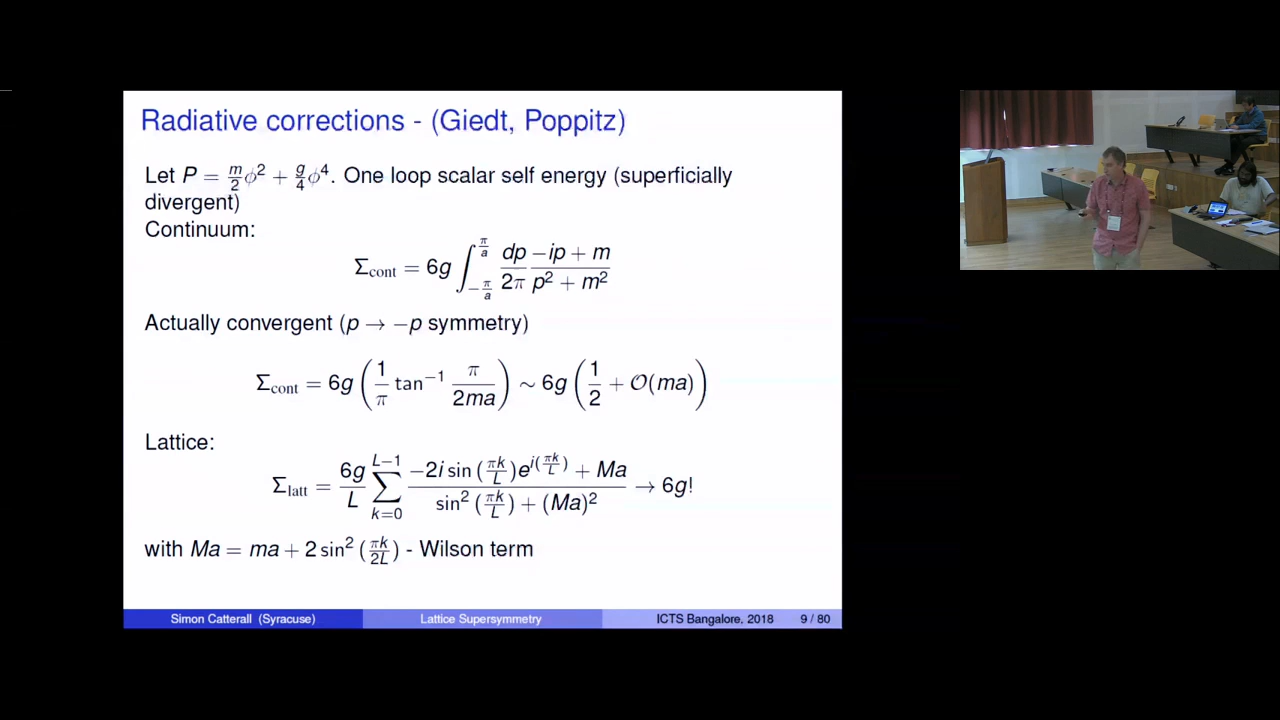 Radiative corrections - (Giedt, Poppitz)
Let P = m/2 ϕ² + g/4 ϕ⁴. One loop scalar self energy (superficially
divergent)
Continuum:
Σ_cont = 6g ∫_{-π/a}^{π/a} dp/2π (-ip + m)/(p² + m²)
Actually convergent (p → −p symmetry)
Σ_cont = 6g (1/π tan⁻¹ π/2ma) ∼ 6g (1/2 + O(ma))
Lattice:
Σ_latt = 6g/L ∑_{k=0}^{L−1} (−2i sin (πk/L)e^{i(πk/L)} + Ma)/(sin² (πk/L) + (Ma)²) → 6g!
with Ma = ma + 2 sin² (πk/2L) - Wilson term
Simon Catterall (Syracuse) Lattice Supersymmetry ICTS Bangalore, 2018 9 / 80